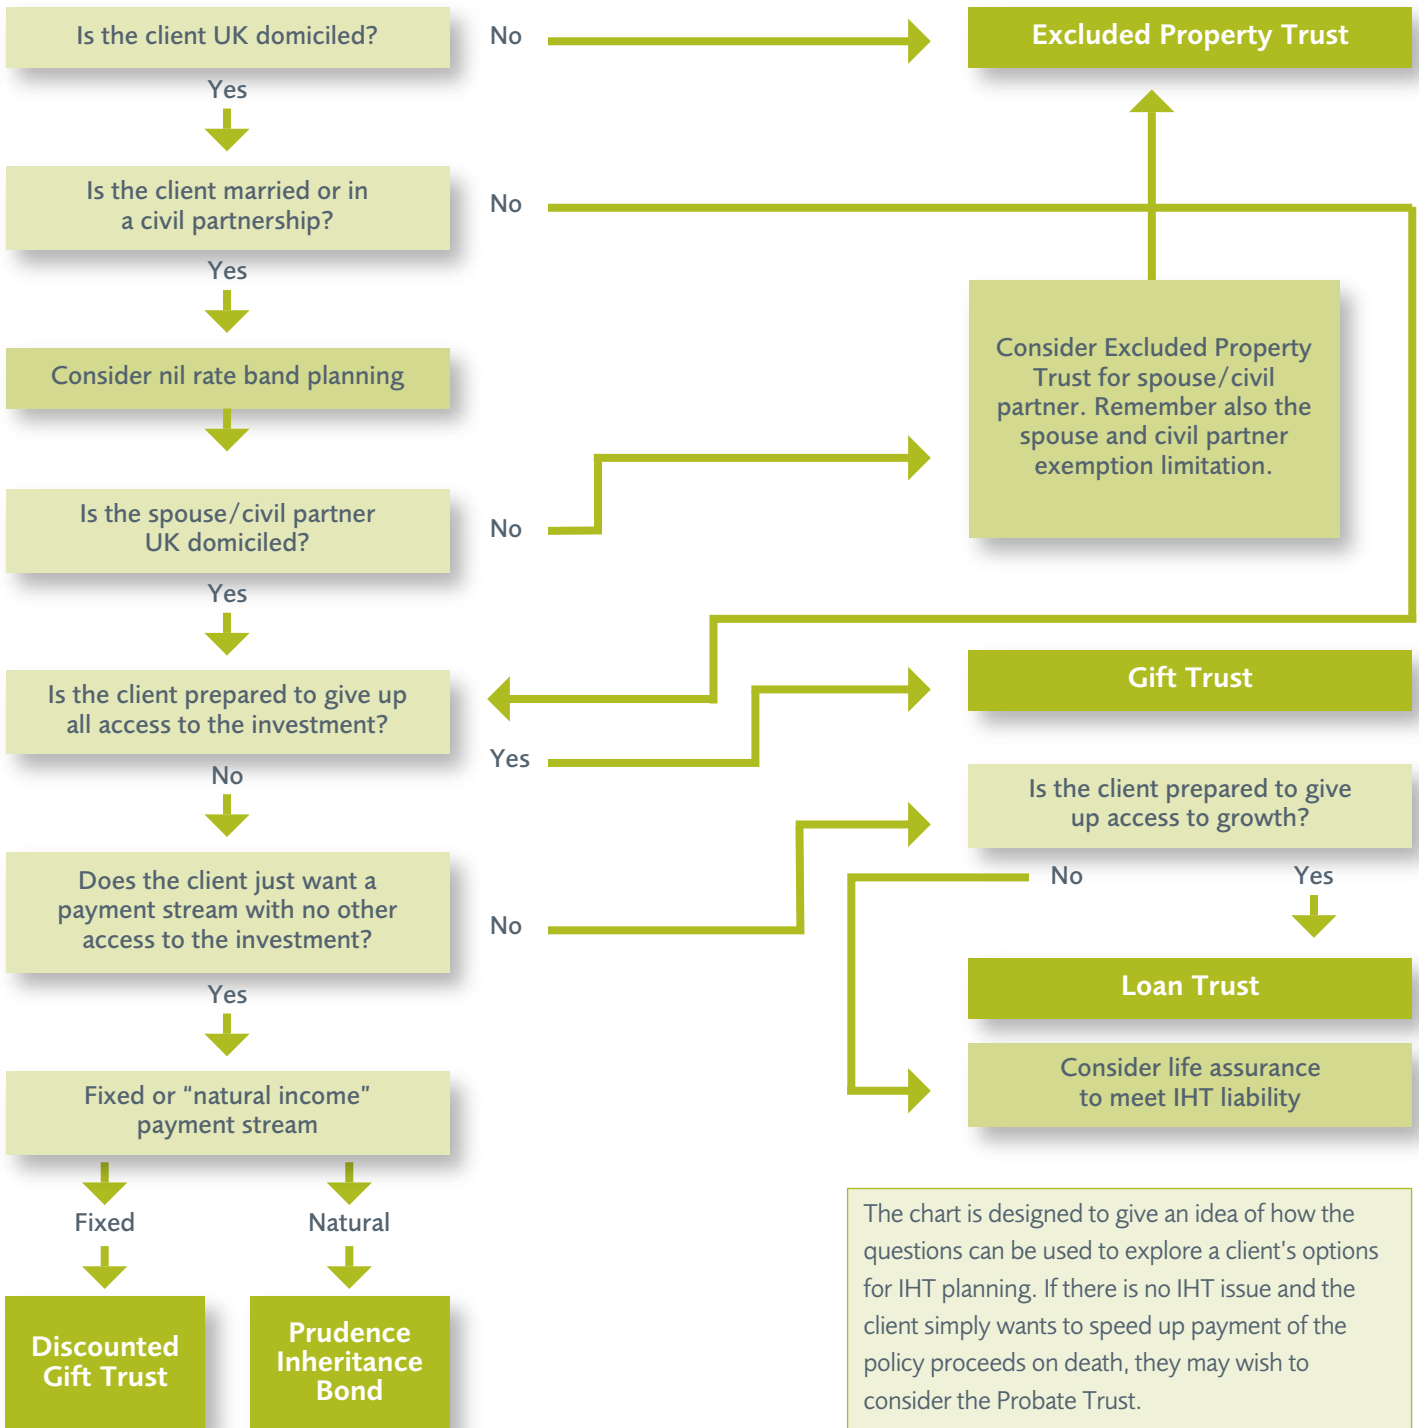 Is the client UK domiciled?
No
Excluded Property Trust
Yes
Is the client married or in
a civil partnership?
No
Yes
Consider nil rate band planning
Consider Excluded Property
Trust for spouse/civil
partner. Remember also the
spouse and civil partner
exemption limitation.
Is the spouse/civil partner
UK domiciled?
No
Yes
Is the client prepared to give up
all access to the investment?
Yes
Gift Trust
No
Is the client prepared to give
up access to growth?
No
Yes
Does the client just want a
payment stream with no other
access to the investment?
No
Yes
Loan Trust
Consider life assurance
to meet IHT liability
Fixed or “natural income”
payment stream
Fixed
Natural
Discounted
Gift Trust
Prudence
Inheritance
Bond
The chart is designed to give an idea of how the
questions can be used to explore a client's options
for IHT planning. If there is no IHT issue and the
client simply wants to speed up payment of the
policy proceeds on death, they may wish to
consider the Probate Trust.